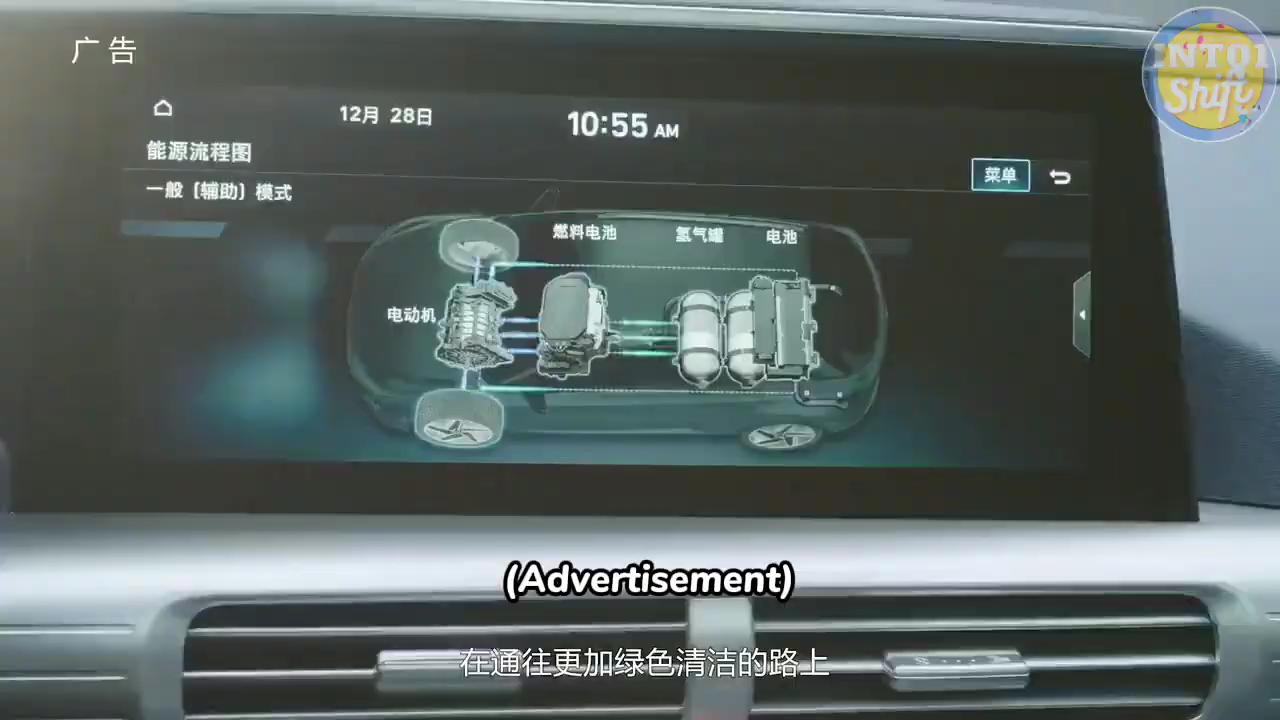 广告
INTO1
Shift
12月 28日
10:55 AM
能源流程图
菜单
一般〔辅助〕模式
燃料电池
氢气罐
电池
电动机
(Advertisement)
在通往更加绿色清洁的路上